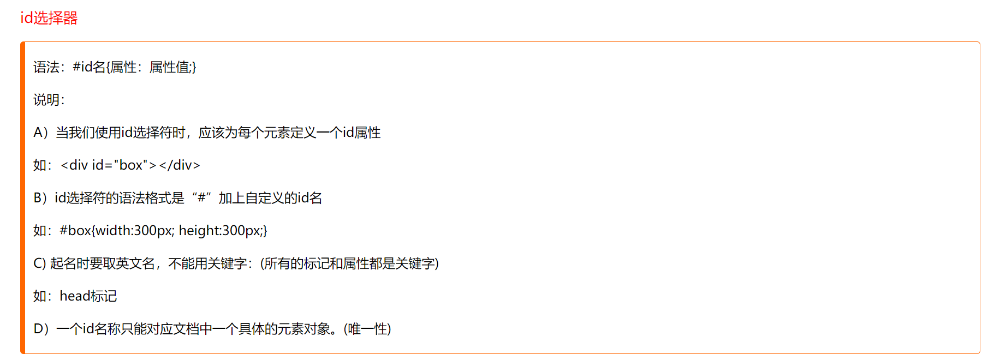 id选择器
语法：#id名{属性：属性值;}
说明：
A）当我们使用id选择符时，应该为每个元素定义一个id属性
如：<div id="box"></div>
B）id选择符的语法格式是“#”加上自定义的id名
如：#box{width:300px; height:300px;}
C) 起名时要取英文名，不能用关键字：(所有的标记和属性都是关键字)
如：head标记
D）一个id名称只能对应文档中一个具体的元素对象。(唯一性)